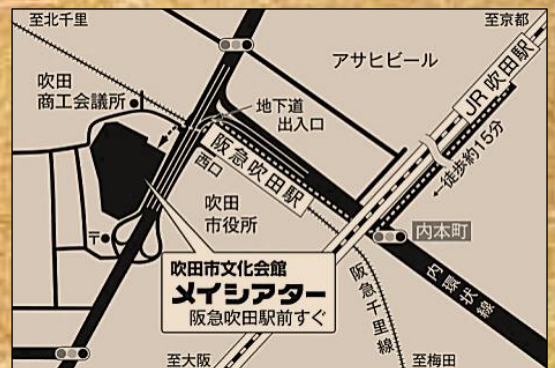 至北千里
至京都
アサヒビール
JR吹田駅
吹田
商工会議所
地下道
出入口
←徒歩約15分
阪急吹田駅
西口
吹田
市役所
〒
内本町
吹田市文化会館
メイシアター
阪急吹田駅前すぐ
内環状線
阪急千里線
至大阪
至梅田